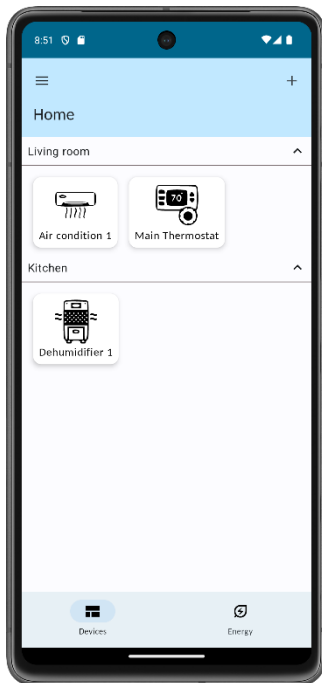 8:51
Home
Living room
70°
Air condition 1
Main Thermostat
Kitchen
Dehumidifier 1
Devices
Energy